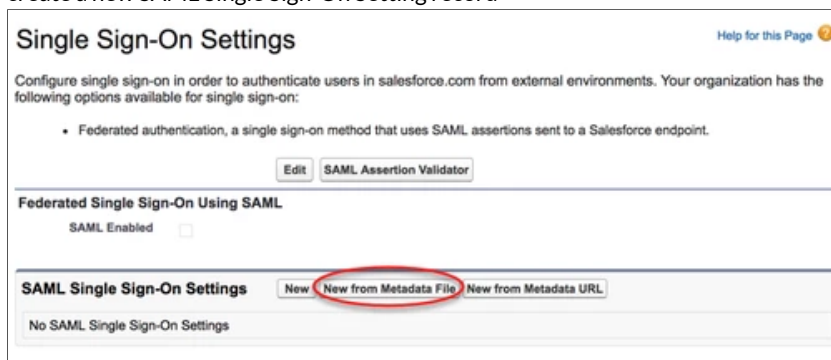 Single Sign-On Settings
Help for this Page
Configure single sign-on in order to authenticate users in salesforce.com from external environments. Your organization has the
following options available for single sign-on:
• Federated authentication, a single sign-on method that uses SAML assertions sent to a Salesforce endpoint.
Edit SAML Assertion Validator
Federated Single Sign-On Using SAML
SAML Enabled
SAML Single Sign-On Settings New New from Metadata File New from Metadata URL
No SAML Single Sign-On Settings